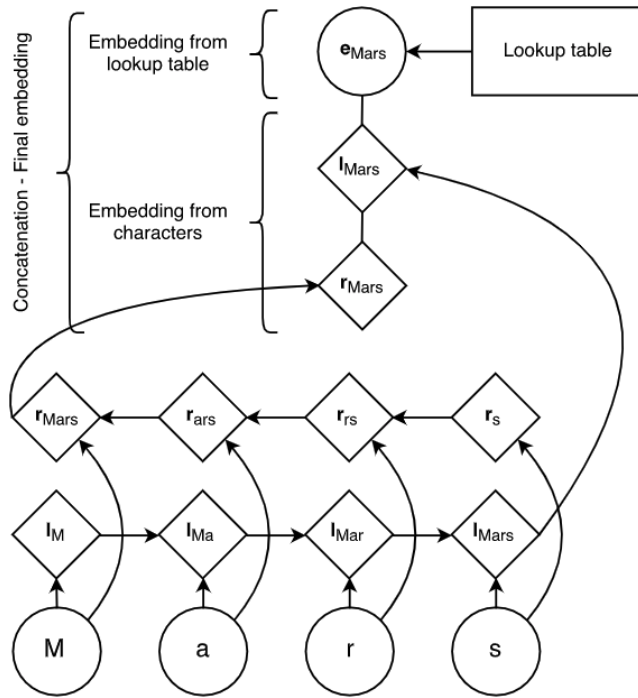 Concatenation - Final embedding
Embedding from
lookup table
e_Mars
Lookup table
Embedding from
characters
l_Mars
r_Mars
r_Mars
r_ars
r_rs
r_s
l_M
l_Ma
l_Mar
l_Mars
M
a
r
s